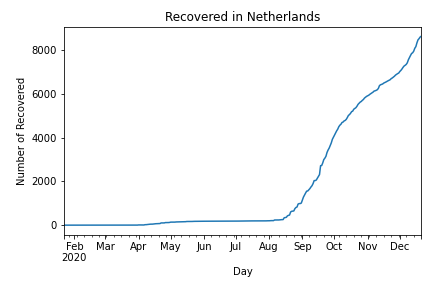 Recovered in Netherlands
Number of Recovered
8000
6000
4000
2000
0
Feb Mar Apr May Jun Jul Aug Sep Oct Nov Dec
2020
Day